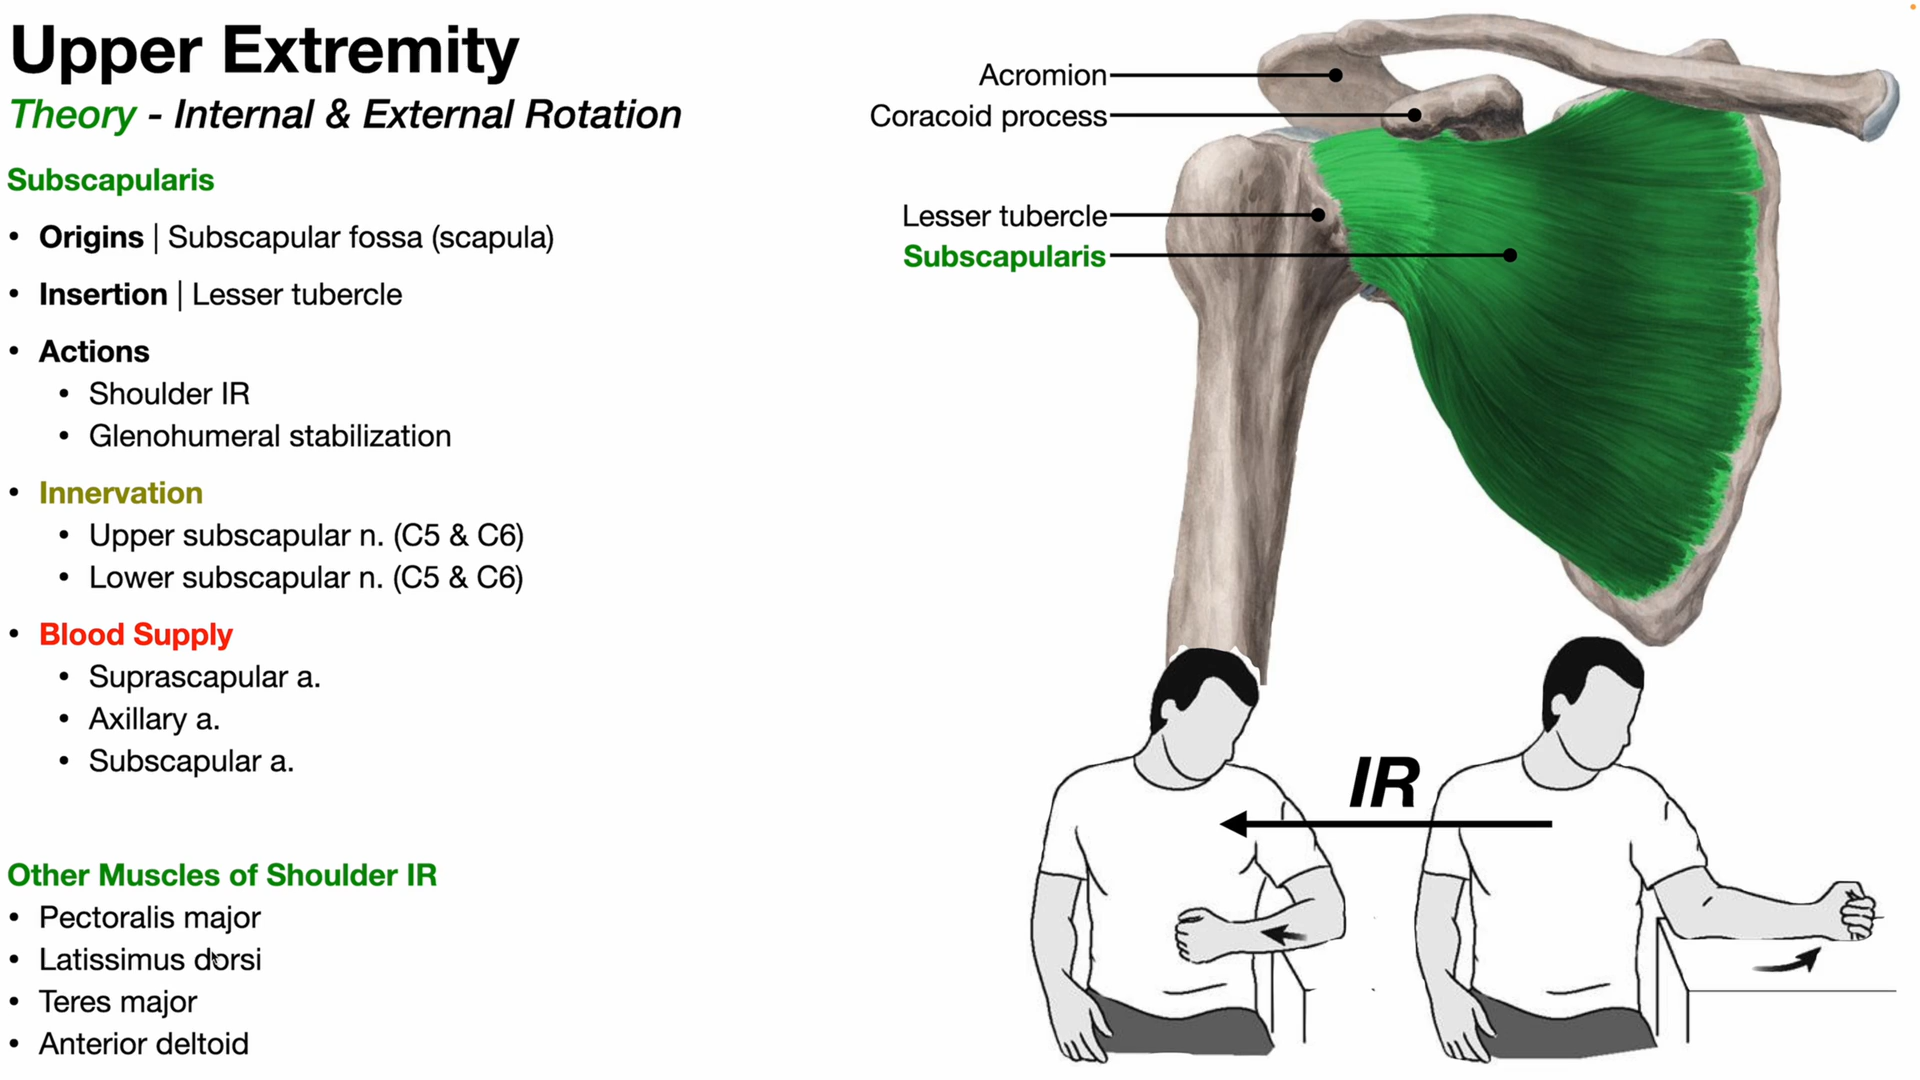 Upper Extremity
Theory - Internal & External Rotation
Subscapularis
• Origins | Subscapular fossa (scapula)
• Insertion | Lesser tubercle
• Actions
• Shoulder IR
• Glenohumeral stabilization
• Innervation
• Upper subscapular n. (C5 & C6)
• Lower subscapular n. (C5 & C6)
• Blood Supply
• Suprascapular a.
• Axillary a.
• Subscapular a.
Other Muscles of Shoulder IR
• Pectoralis major
• Latissimus dorsi
• Teres major
• Anterior deltoid
Acromion
Coracoid process
Lesser tubercle
Subscapularis
IR